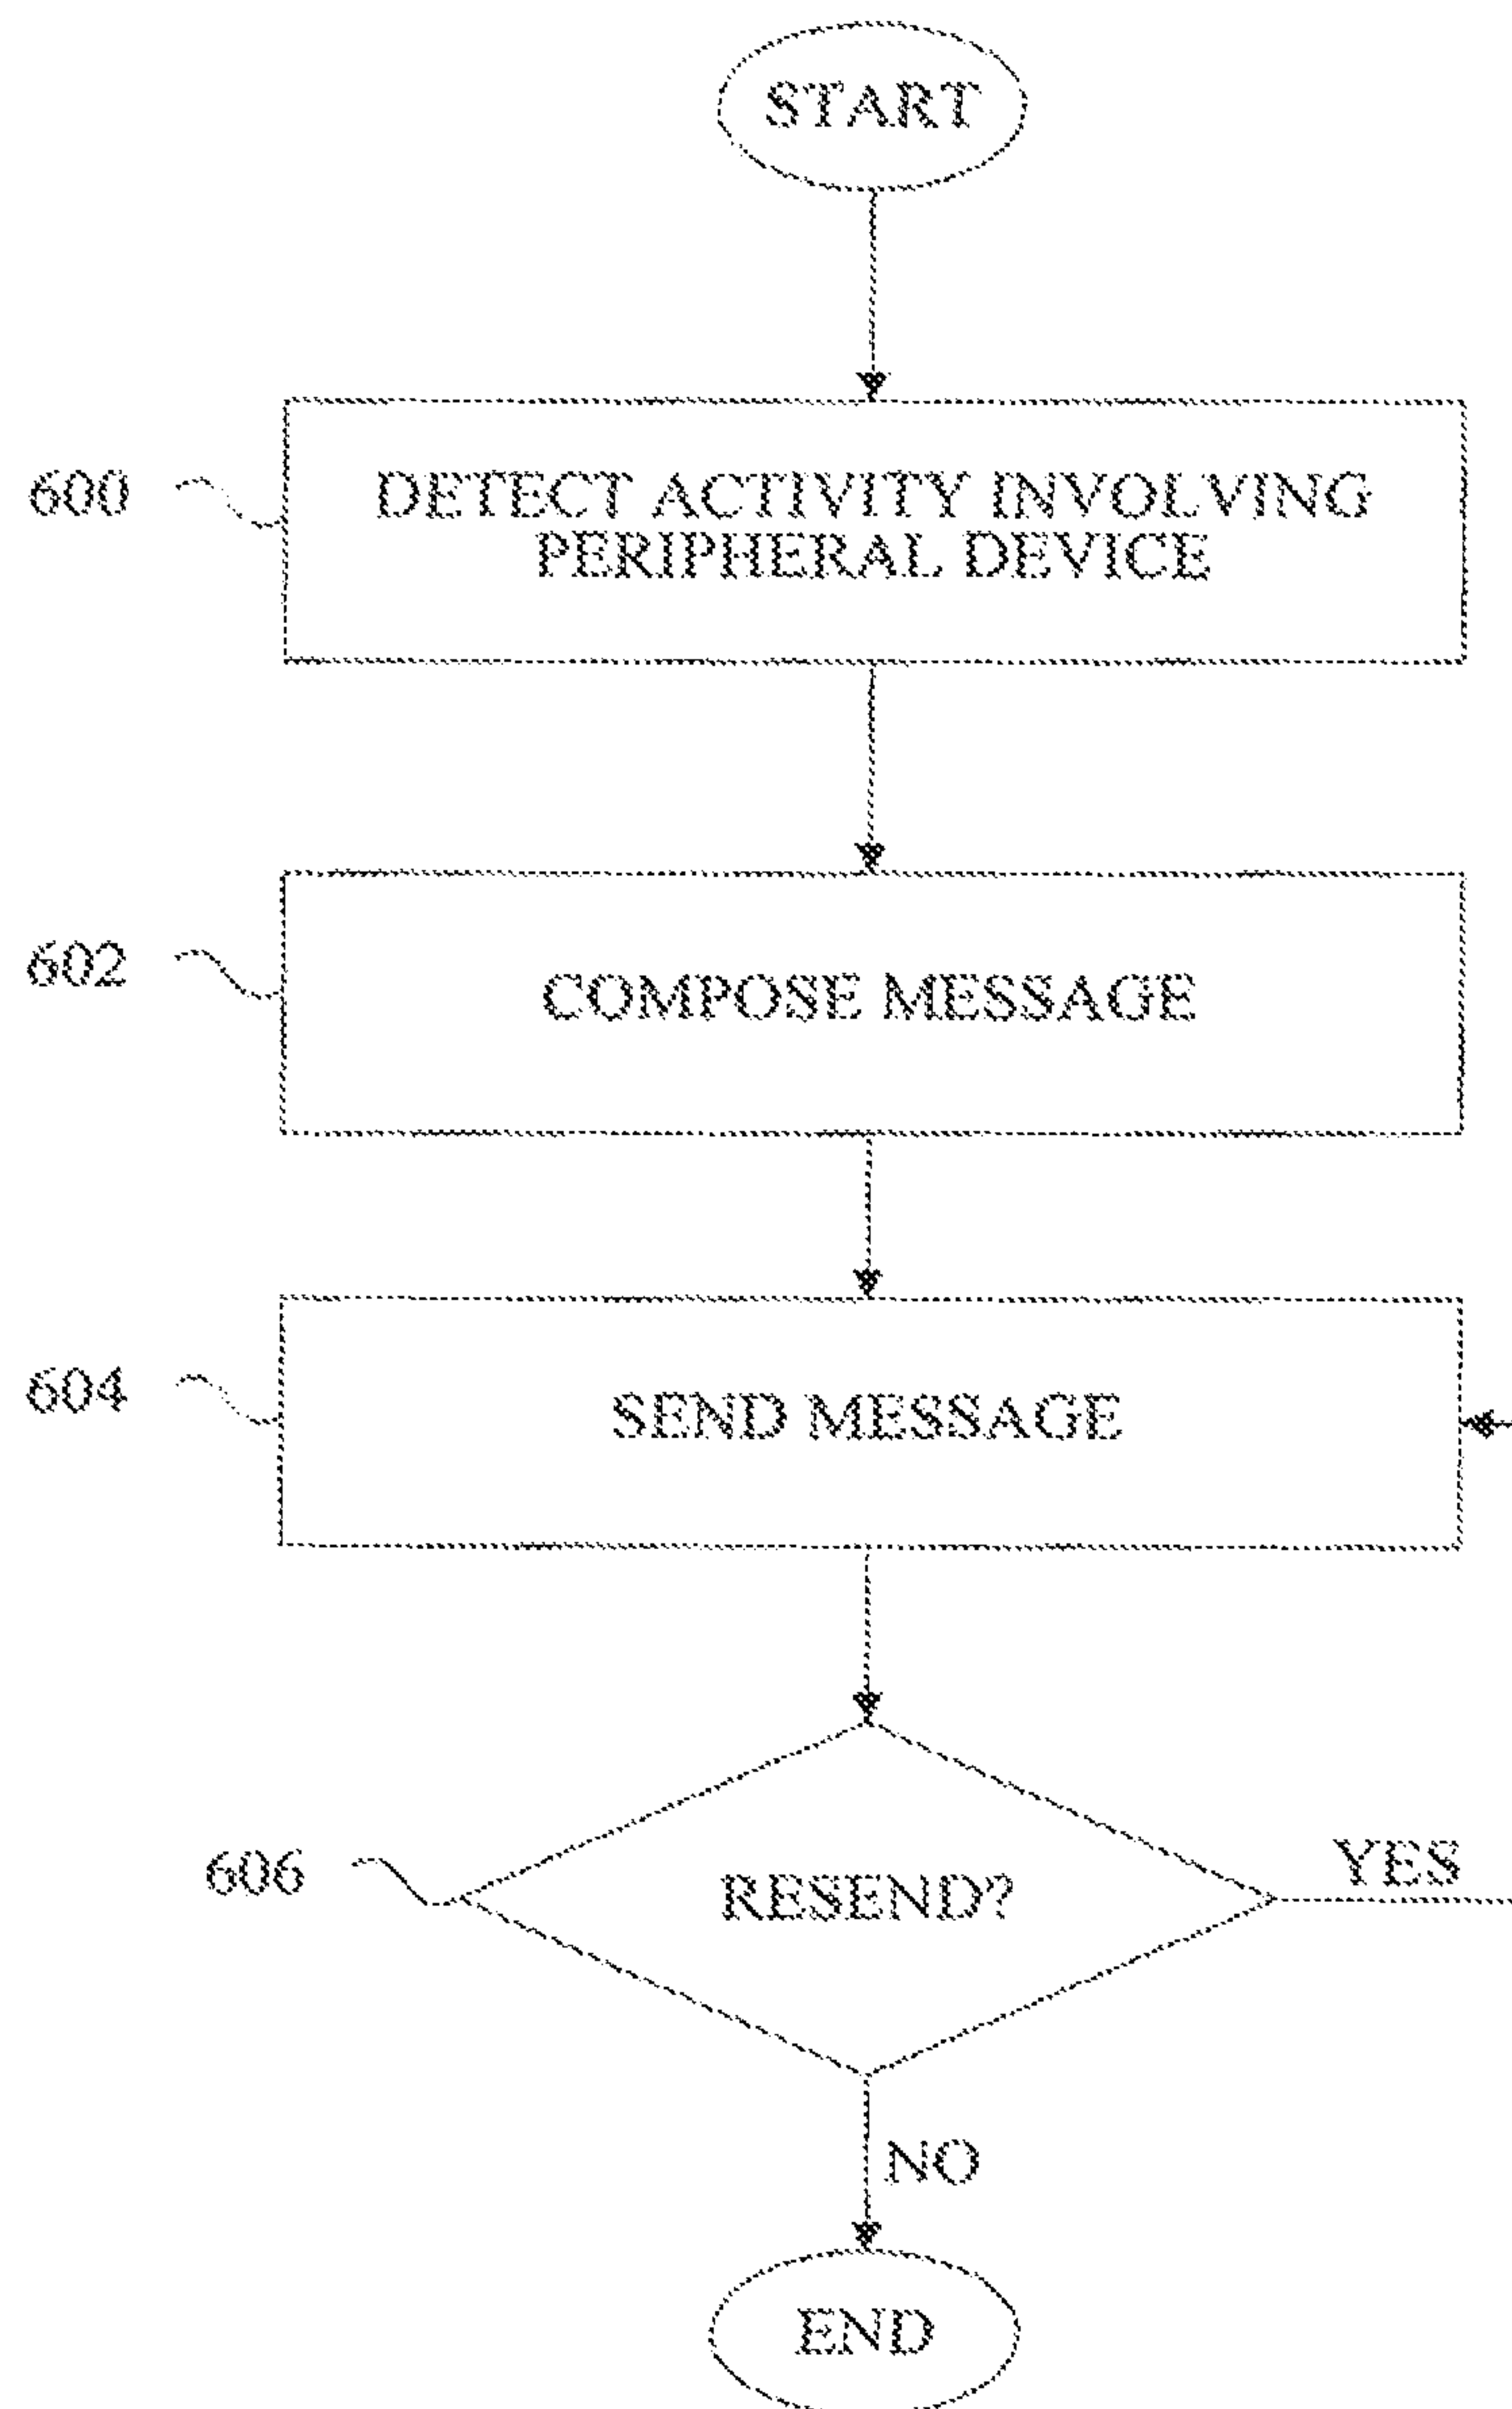 START
600
DETECT ACTIVITY INVOLVING
PERIPHERAL DEVICE
602
COMPOSE MESSAGE
604
SEND MESSAGE
606
RESEND?
YES
NO
END